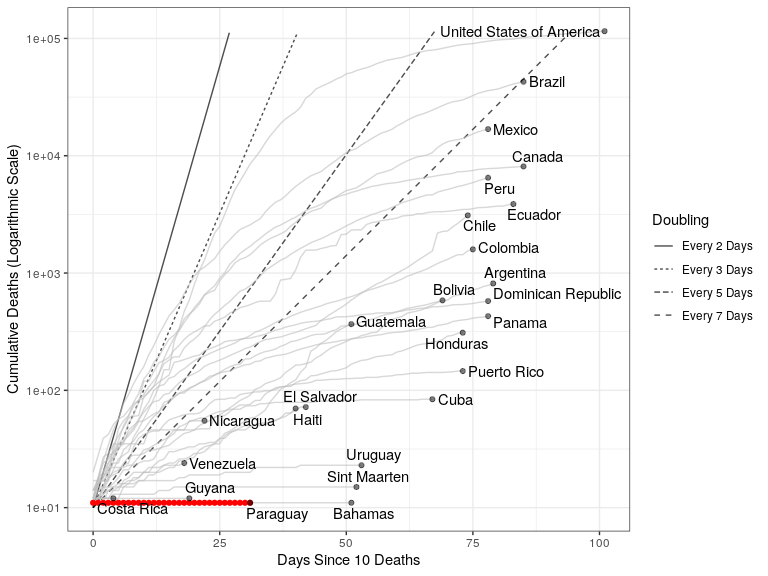 Cumulative Deaths (Logarithmic Scale)
1e+05
1e+04
1e+03
1e+02
1e+01
United States of America
Brazil
Mexico
Canada
Peru
Ecuador
Chile
Colombia
Argentina
Bolivia
Dominican Republic
Guatemala
Panama
Honduras
Puerto Rico
El Salvador
Cuba
Haiti
Nicaragua
Uruguay
Venezuela
Sint Maarten
Guyana
Costa Rica
Paraguay
Bahamas
0
25
50
75
100
Days Since 10 Deaths
Doubling
Every 2 Days
Every 3 Days
Every 5 Days
Every 7 Days